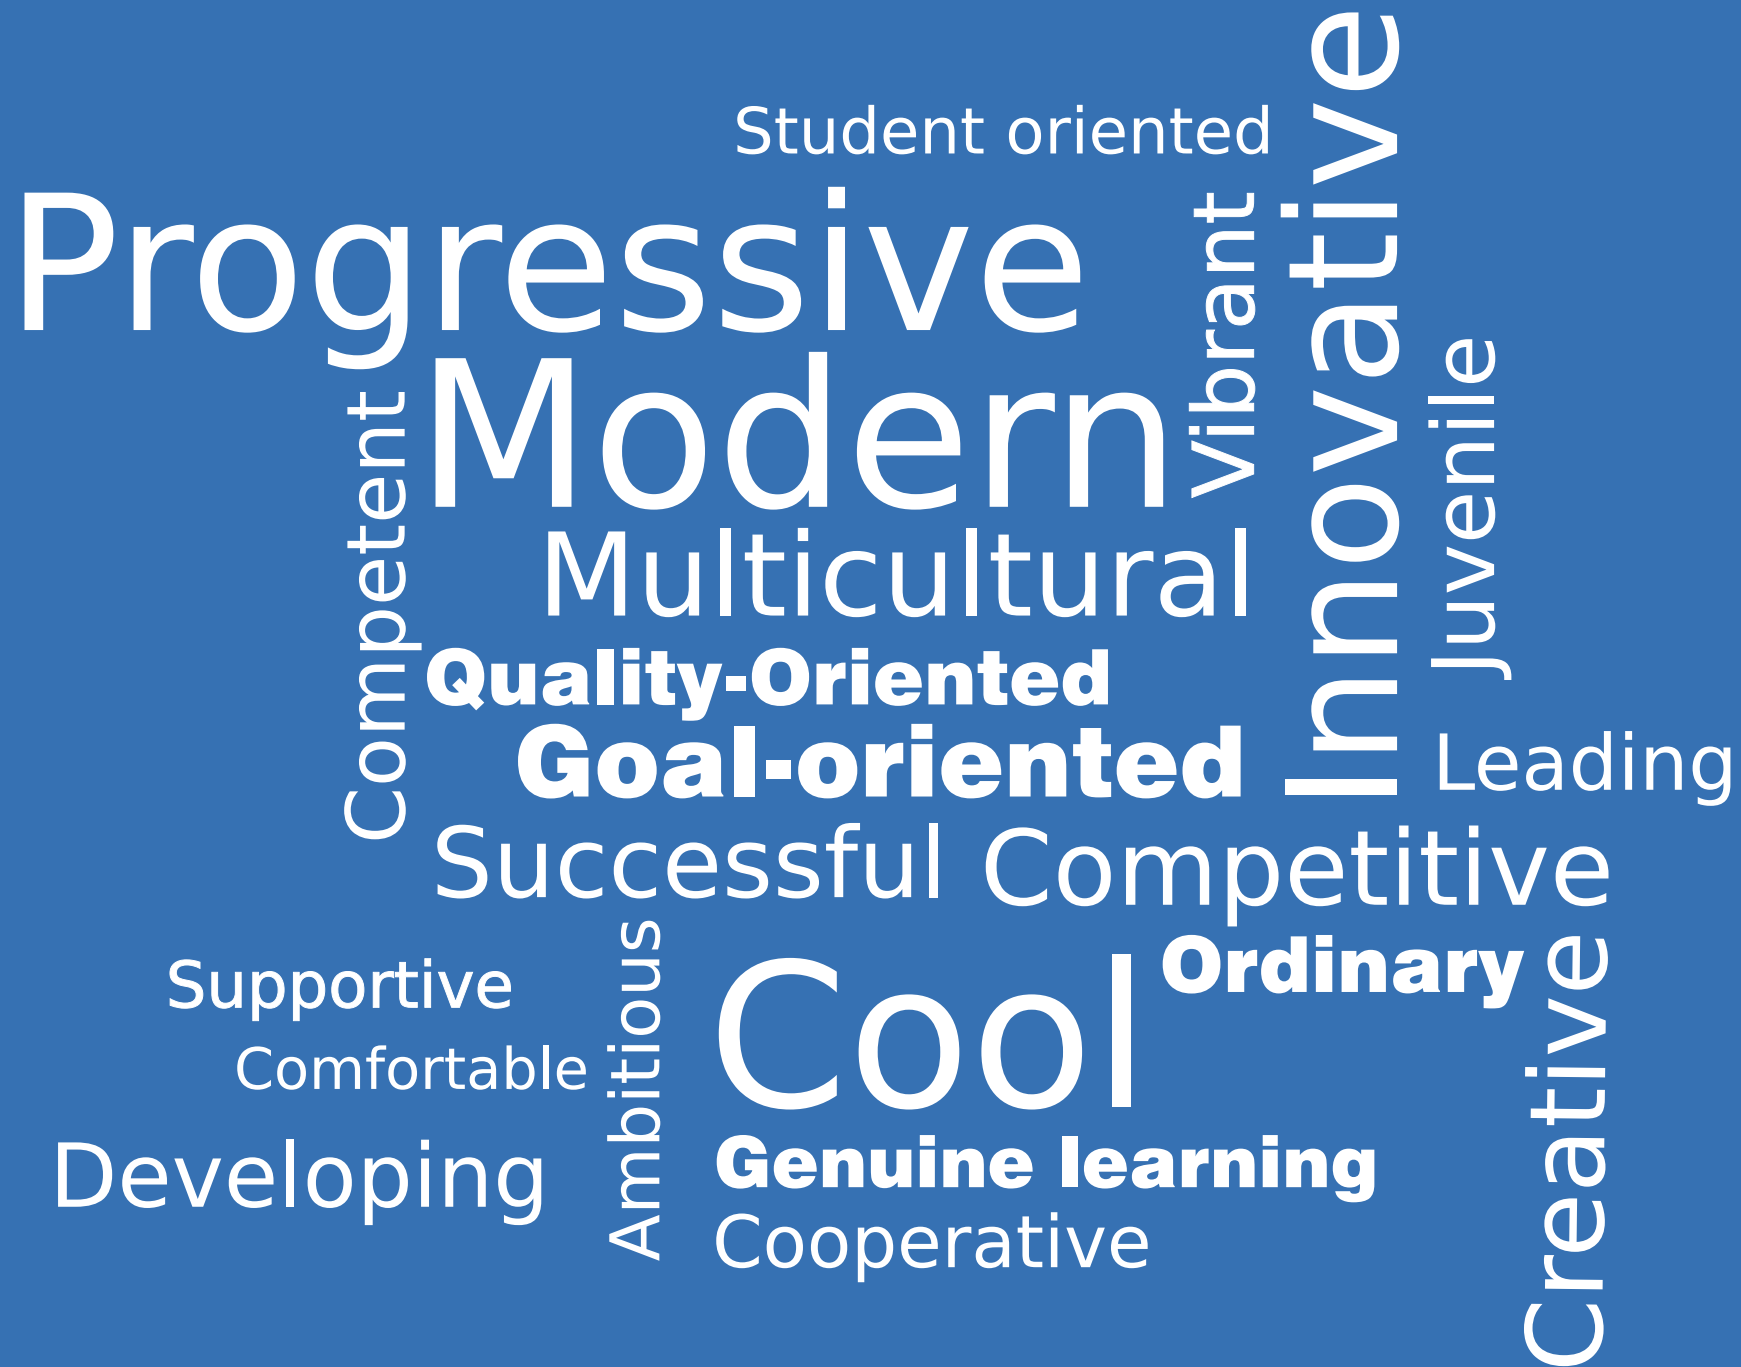 Student oriented
Progressive
Innovative
Vibrant
Modern
Juvenile
Competent
Multicultural
Quality-Oriented
Goal-oriented
Leading
Successful
Competitive
Ambitious
Ordinary
Supportive
Cool
Creative
Comfortable
Developing
Genuine learning
Cooperative